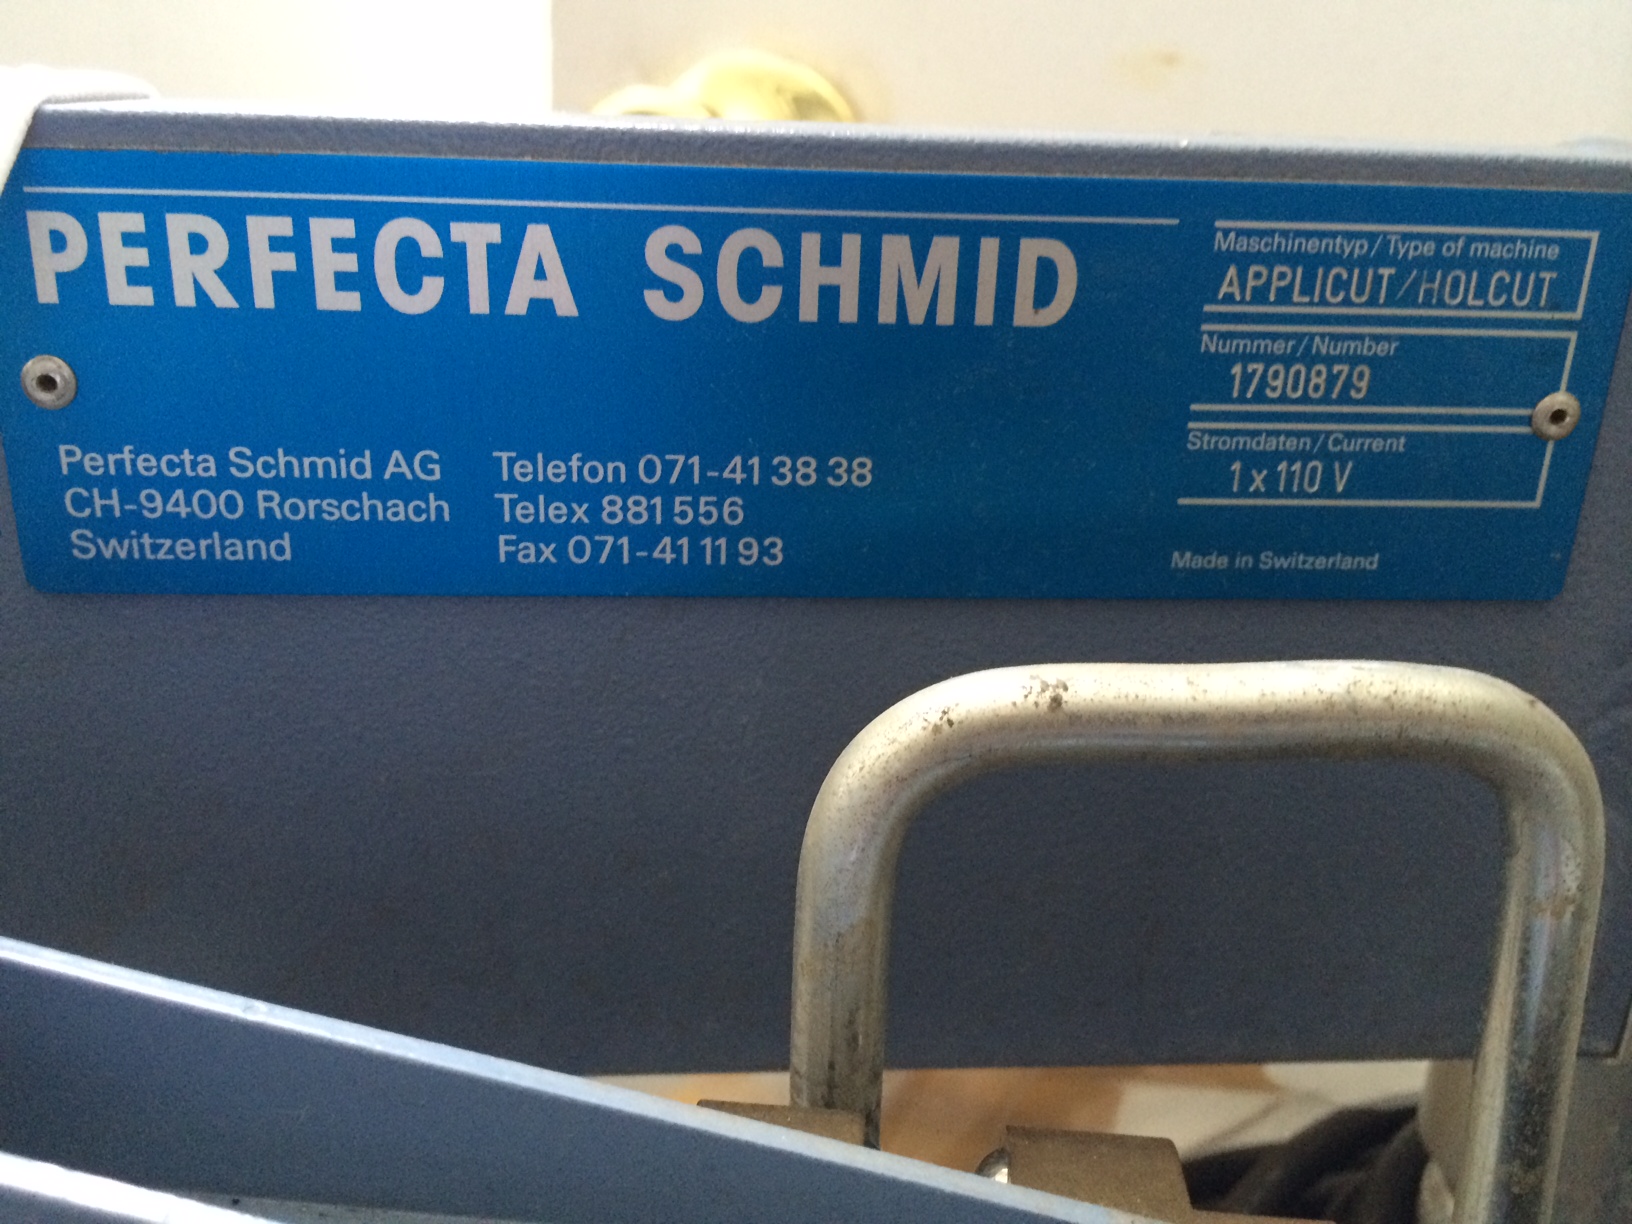 PERFECTA SCHMID
Maschinentyp / Type of machine
APPLICUT/HOLCUT
Nummer / Number
1790879
Stromdaten / Current
1 x 110 V
Perfecta Schmid AG
CH-9400 Rorschach
Switzerland
Telefon 071-41 38 38
Telex 881 556
Fax 071-41 11 93
Made in Switzerland